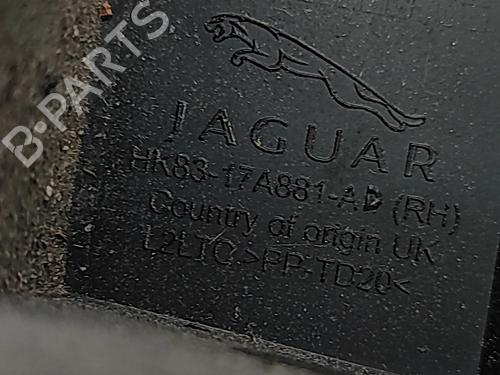 B-PARTS
JAGUAR
HK83-17A881-AD (RH)
Country of origin UK
L2LTC >PP-TD20<